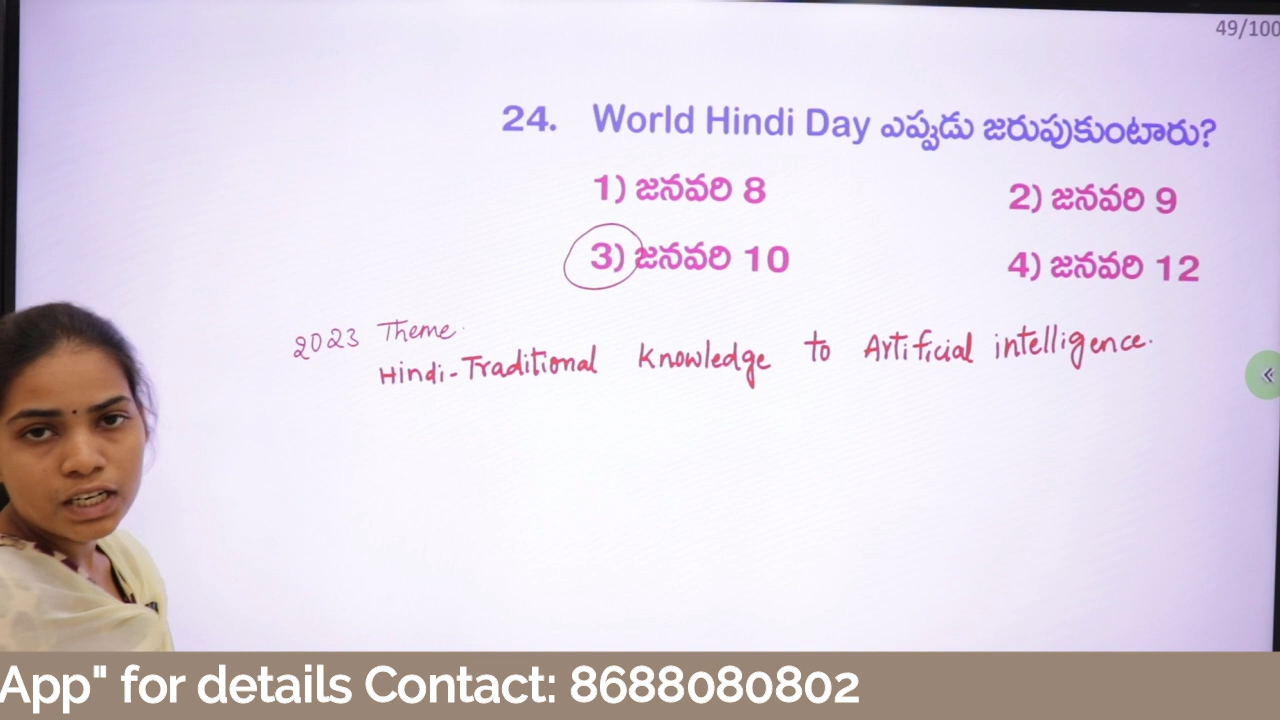 49/100
24. World Hindi Day ఎప్పుడు జరుపుకుంటారు?
1) జనవరి 8 2) జనవరి 9
3) జనవరి 10 4) జనవరి 12
2023 Theme.
Hindi-Traditional Knowledge to Artificial intelligence.
«
App" for details Contact: 8688080802